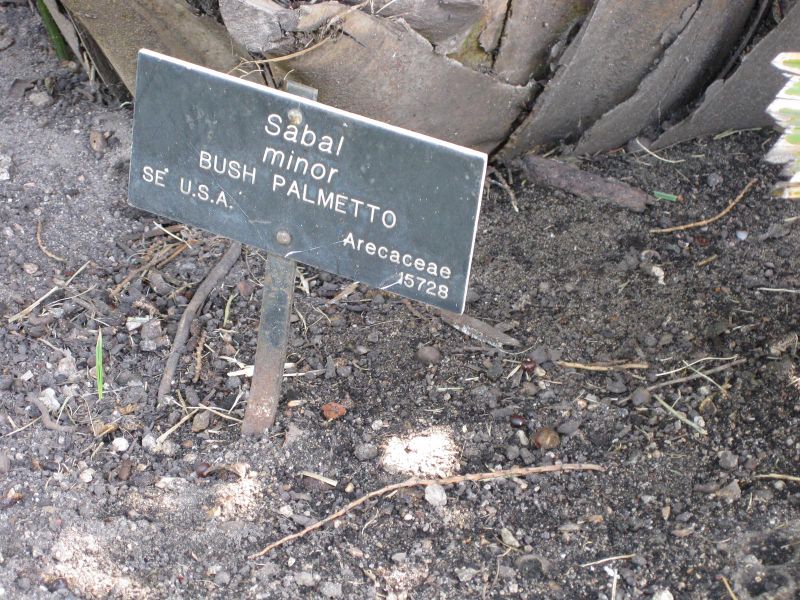 Sabal
minor
BUSH PALMETTO
SE U.S.A.
Arecaceae
15728